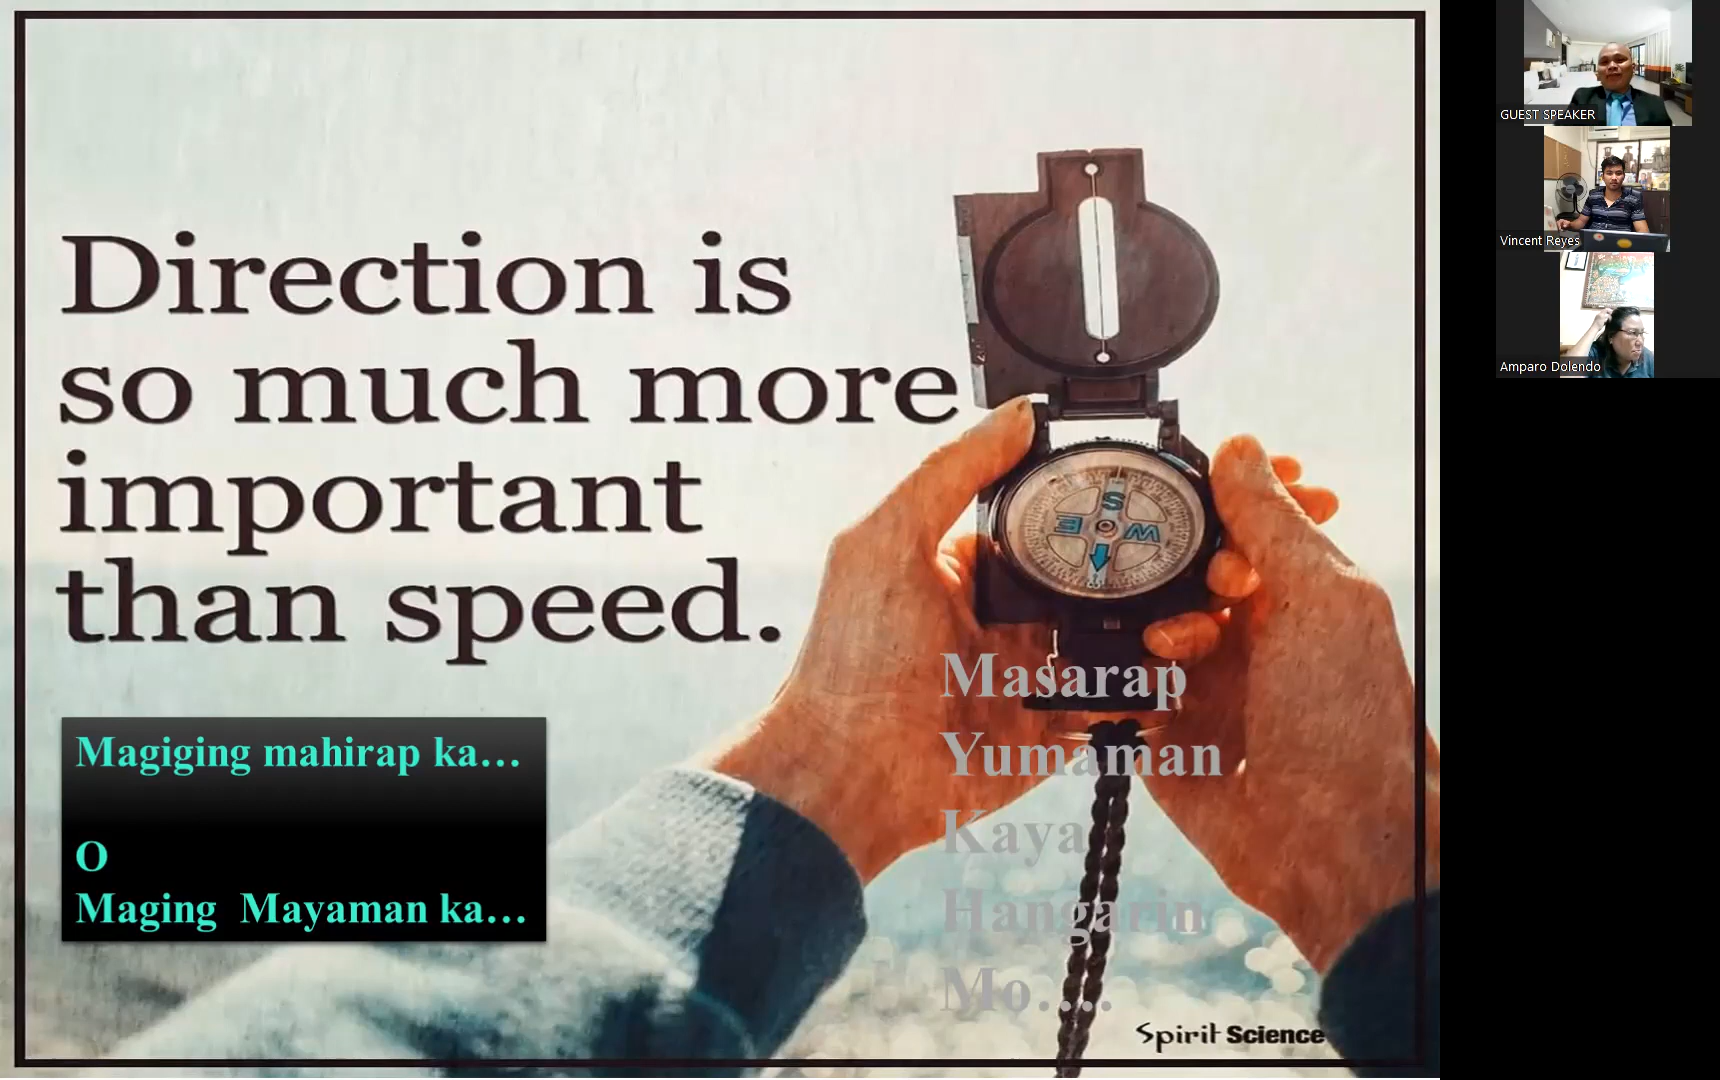 Direction is
so much more
important
than speed.
Magiging mahirap ka…
O
Maging Mayaman ka…
Masarap
Yumaman
Kaya
Hangarin
Mo….
Spirit Science
S
E
W
GUEST SPEAKER
Vincent Reyes
Amparo Dolendo